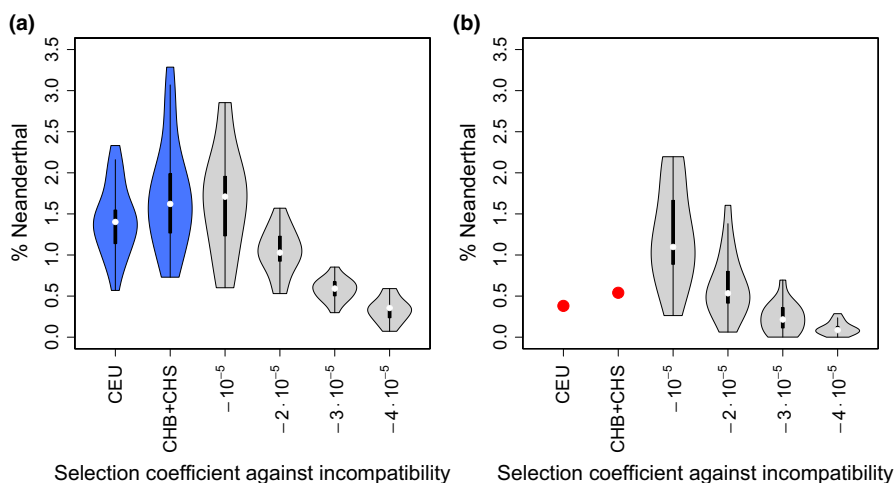 (a)
% Neanderthal
3.5
3.0
2.5
2.0
1.5
1.0
0.5
0.0
CEU
CHB+CHS
− 10⁻⁵
− 2 · 10⁻⁵
− 3 · 10⁻⁵
− 4 · 10⁻⁵
Selection coefficient against incompatibility
(b)
% Neanderthal
3.5
3.0
2.5
2.0
1.5
1.0
0.5
0.0
CEU
CHB+CHS
− 10⁻⁵
− 2 · 10⁻⁵
− 3 · 10⁻⁵
− 4 · 10⁻⁵
Selection coefficient against incompatibility